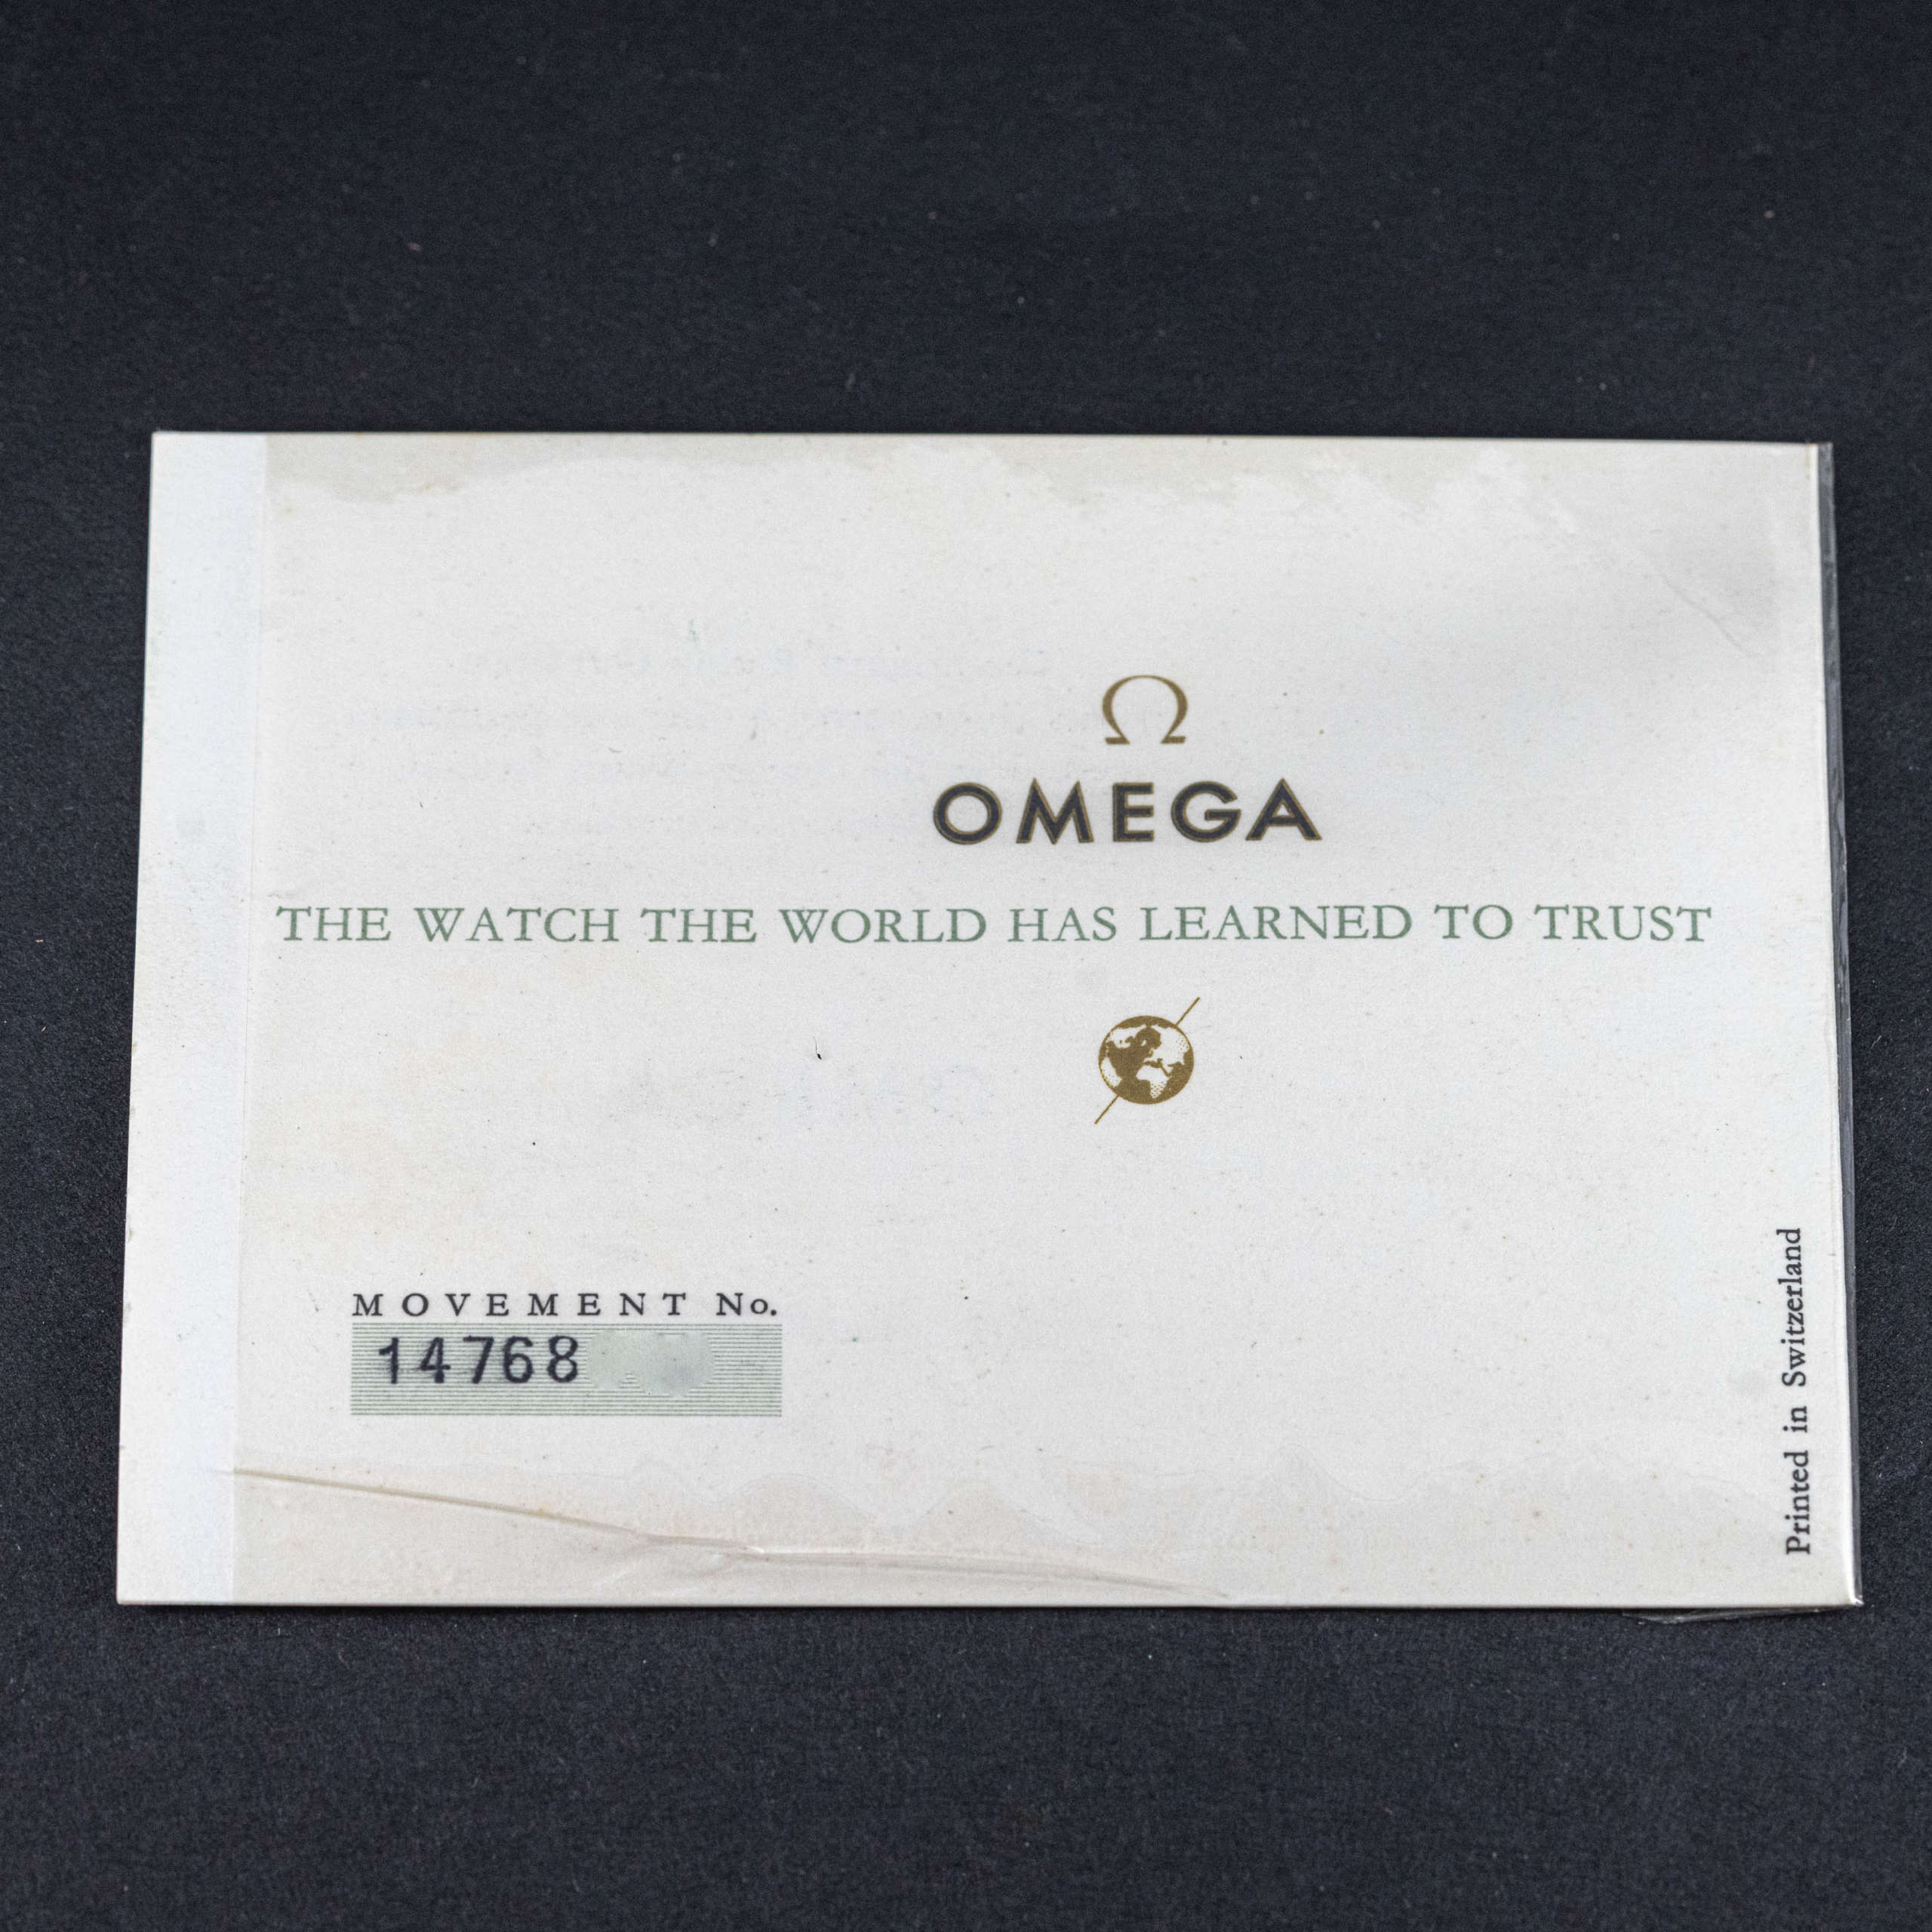 Ω
OMEGA
THE WATCH THE WORLD HAS LEARNED TO TRUST
MOVEMENT No.
14768
Printed in Switzerland